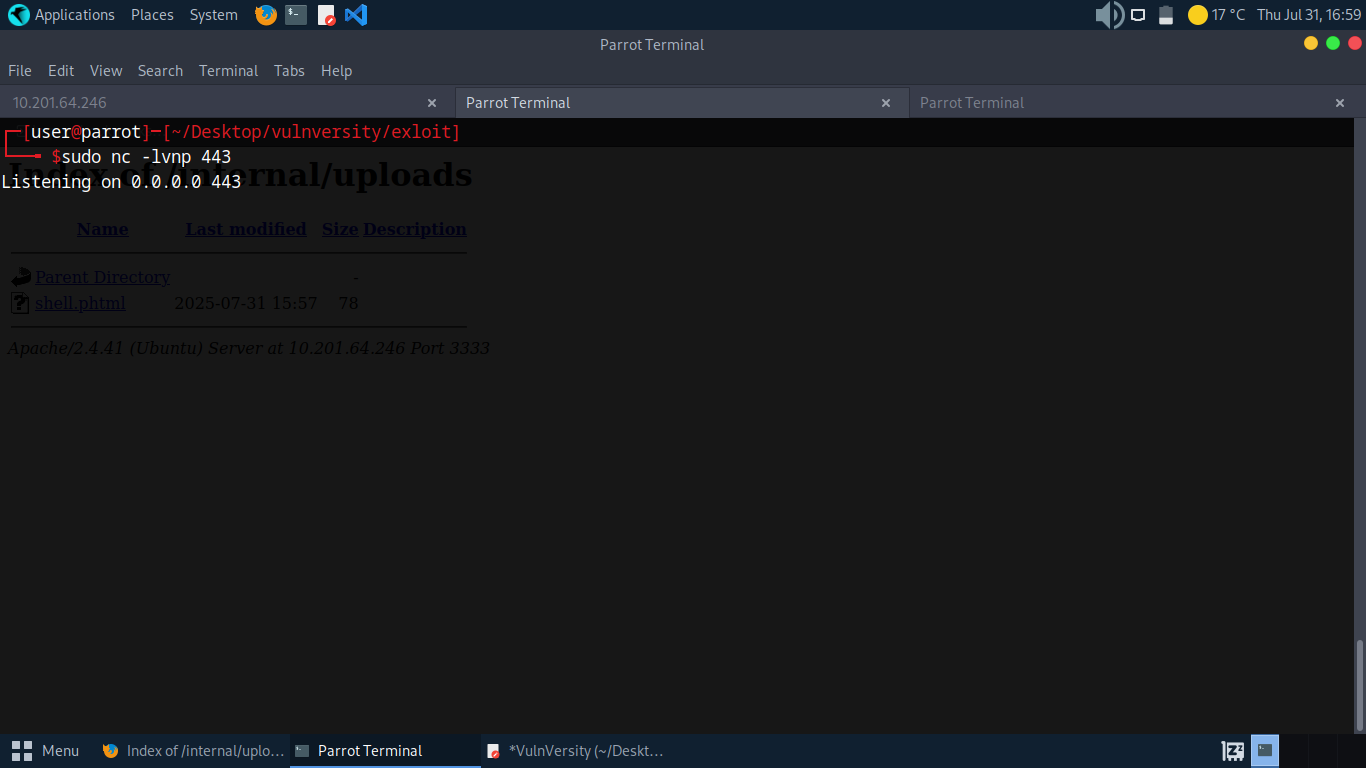 Applications Places System 17 °C Thu Jul 31, 16:59
Parrot Terminal
File Edit View Search Terminal Tabs Help
10.201.64.246 × Parrot Terminal × Parrot Terminal ×
┌─[user@parrot]─[~/Desktop/vulnversity/exloit]
└──╼ $sudo nc -lvnp 443
Index of /internal/uploads
Listening on 0.0.0.0 443
Name Last modified Size Description
Parent Directory -
shell.phtml 2025-07-31 15:57 78
Apache/2.4.41 (Ubuntu) Server at 10.201.64.246 Port 3333
Menu Index of /internal/uplo… Parrot Terminal *VulnVersity (~/Deskt…